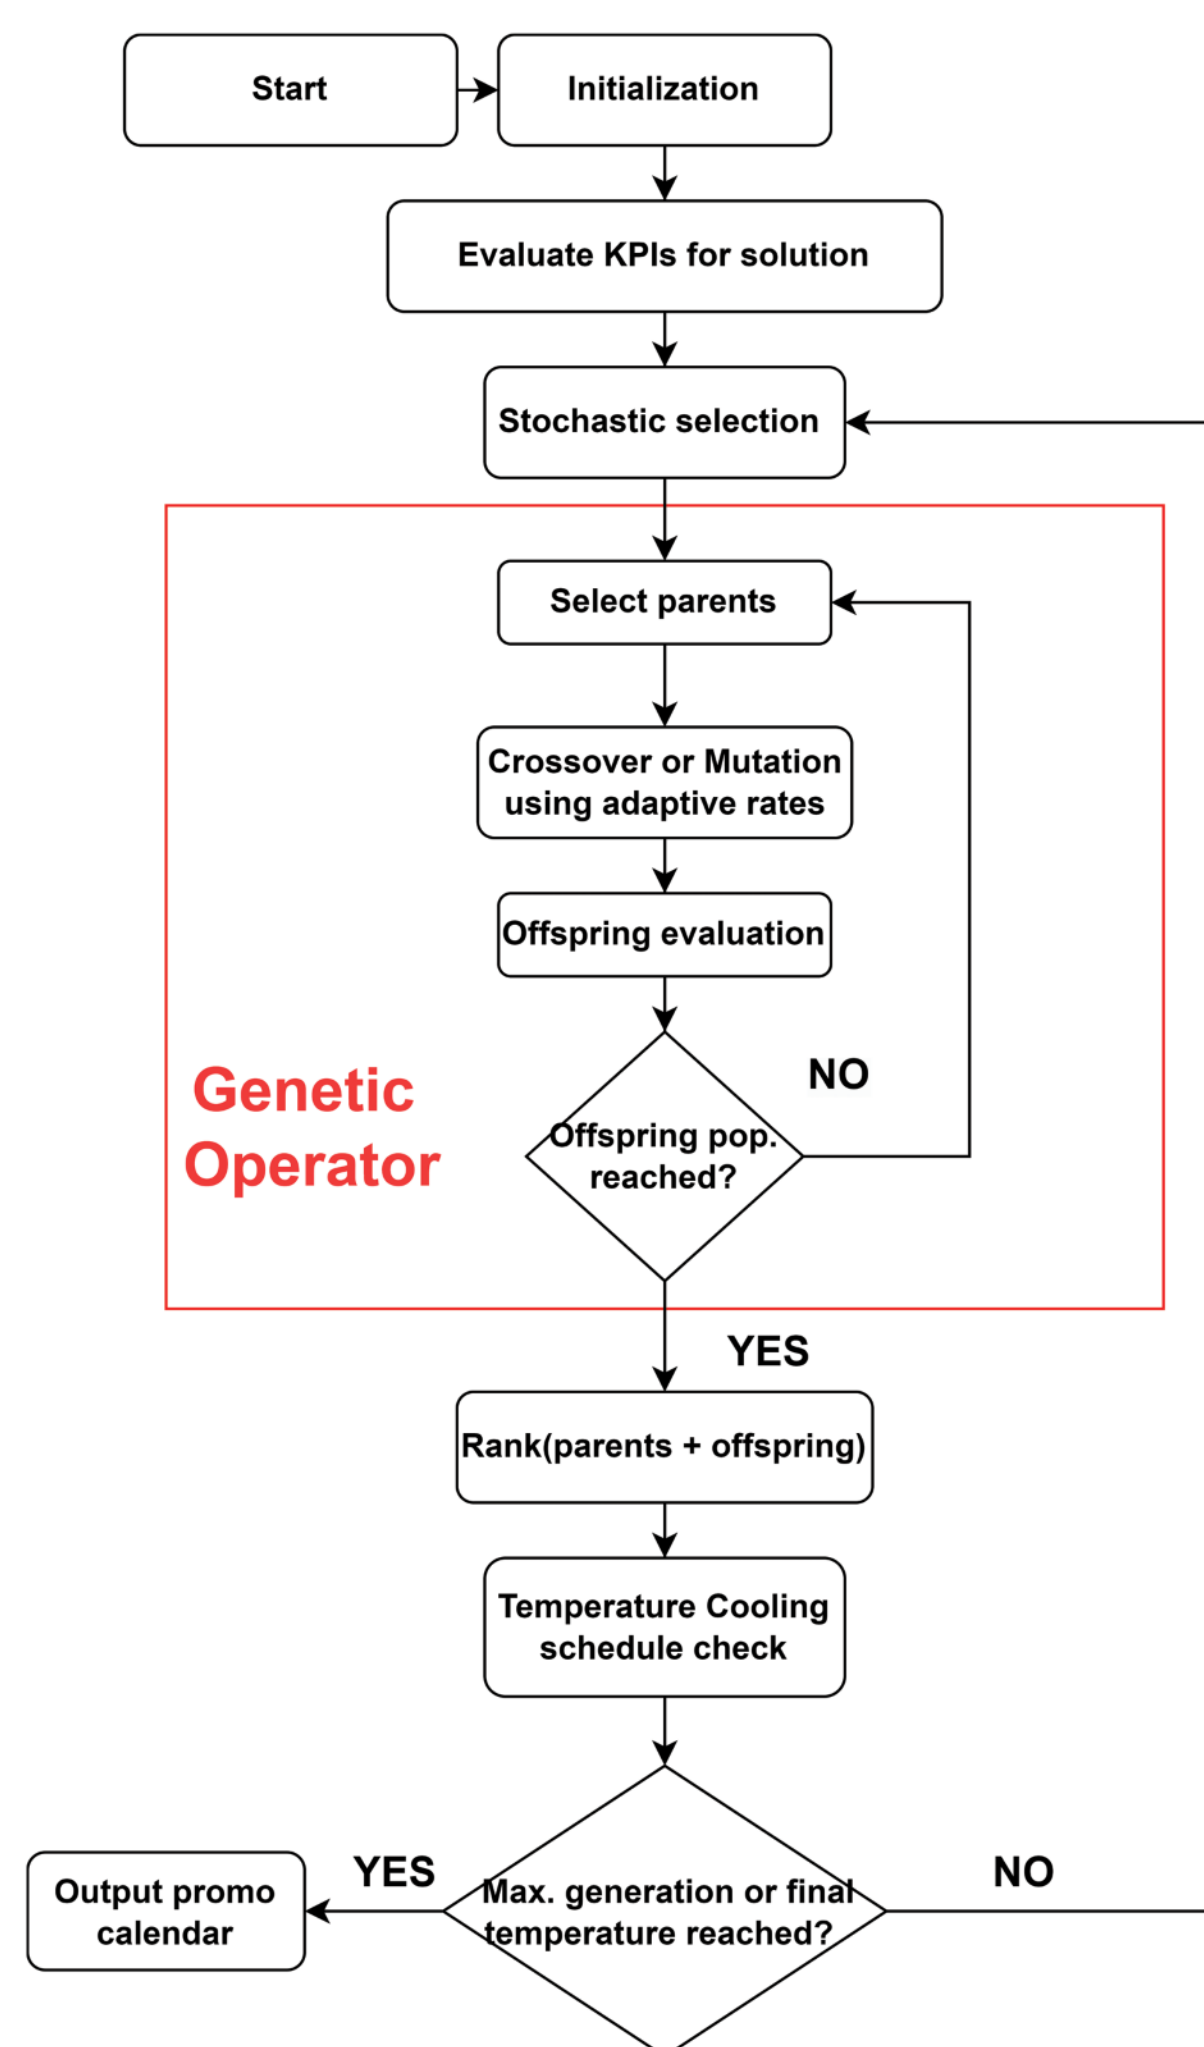 Start
Initialization
Evaluate KPIs for solution
Stochastic selection
Select parents
Crossover or Mutation
using adaptive rates
Offspring evaluation
Genetic
Operator
NO
Offspring pop.
reached?
YES
Rank(parents + offspring)
Temperature Cooling
schedule check
Output promo
calendar
YES
Max. generation or final
temperature reached?
NO